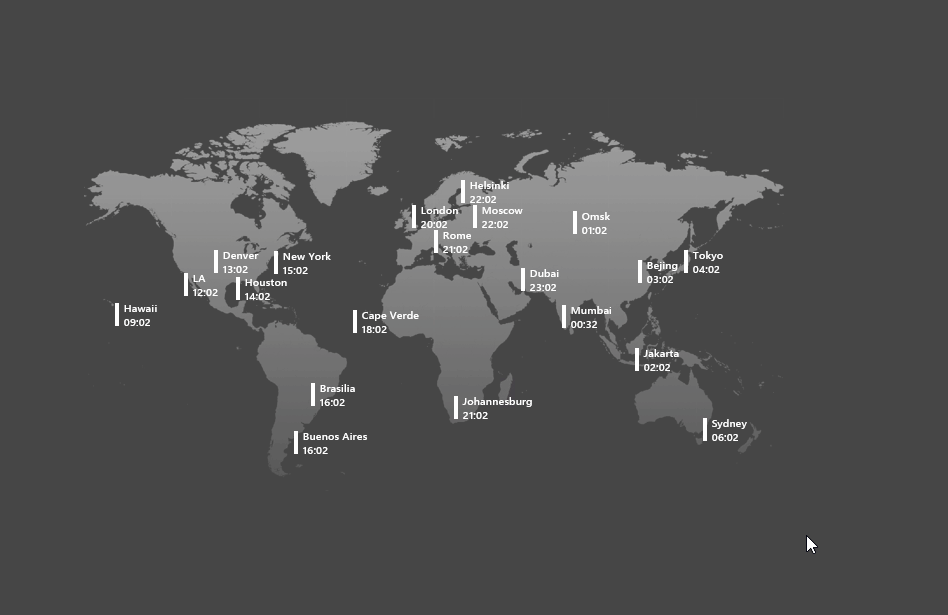 Helsinki
22:02
London
20:02
Moscow
22:02
Omsk
01:02
Rome
21:02
Denver
13:02
New York
15:02
Tokyo
04:02
Bejing
03:02
Dubai
23:02
LA
12:02
Houston
14:02
Hawaii
09:02
Cape Verde
18:02
Mumbai
00:32
Jakarta
02:02
Brasilia
16:02
Johannesburg
21:02
Sydney
06:02
Buenos Aires
16:02